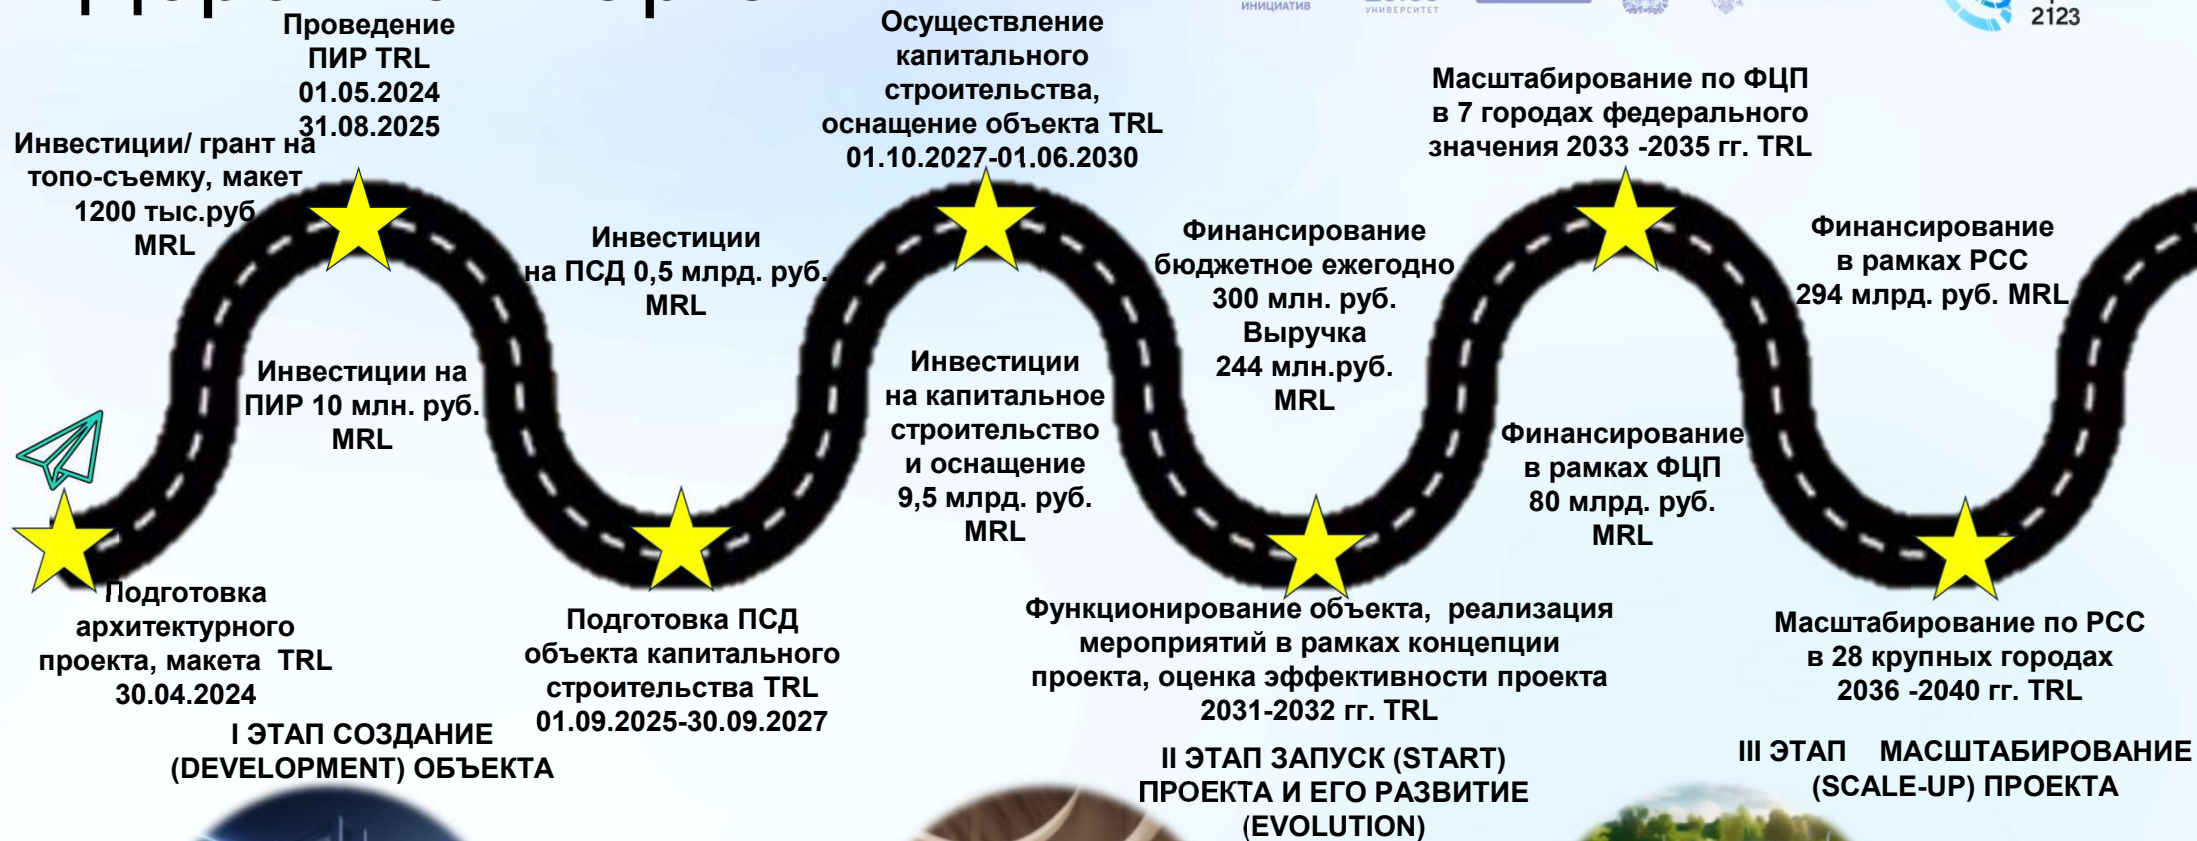 ИНИЦИАТИВ
УНИВЕРСИТЕТ
2123
Проведение
ПИР TRL
01.05.2024
31.08.2025
Инвестиции/ грант на
топо-съемку, макет
1200 тыс.руб
MRL
Инвестиции на
ПИР 10 млн. руб.
MRL
Подготовка
архитектурного
проекта, макета TRL
30.04.2024
Инвестиции
на ПСД 0,5 млрд. руб.
MRL
Подготовка ПСД
объекта капитального
строительства TRL
01.09.2025-30.09.2027
I ЭТАП СОЗДАНИЕ
(DEVELOPMENT) ОБЪЕКТА
Осуществление
капитального
строительства,
оснащение объекта TRL
01.10.2027-01.06.2030
Инвестиции
на капитальное
строительство
и оснащение
9,5 млрд. руб.
MRL
Финансирование
бюджетное ежегодно
300 млн. руб.
Выручка
244 млн.руб.
MRL
Функционирование объекта, реализация
мероприятий в рамках концепции
проекта, оценка эффективности проекта
2031-2032 гг. TRL
II ЭТАП ЗАПУСК (START)
ПРОЕКТА И ЕГО РАЗВИТИЕ
(EVOLUTION)
Масштабирование по ФЦП
в 7 городах федерального
значения 2033 -2035 гг. TRL
Финансирование
в рамках ФЦП
80 млрд. руб.
MRL
Финансирование
в рамках РСС
294 млрд. руб. MRL
Масштабирование по РСС
в 28 крупных городах
2036 -2040 гг. TRL
III ЭТАП МАСШТАБИРОВАНИЕ
(SCALE-UP) ПРОЕКТА